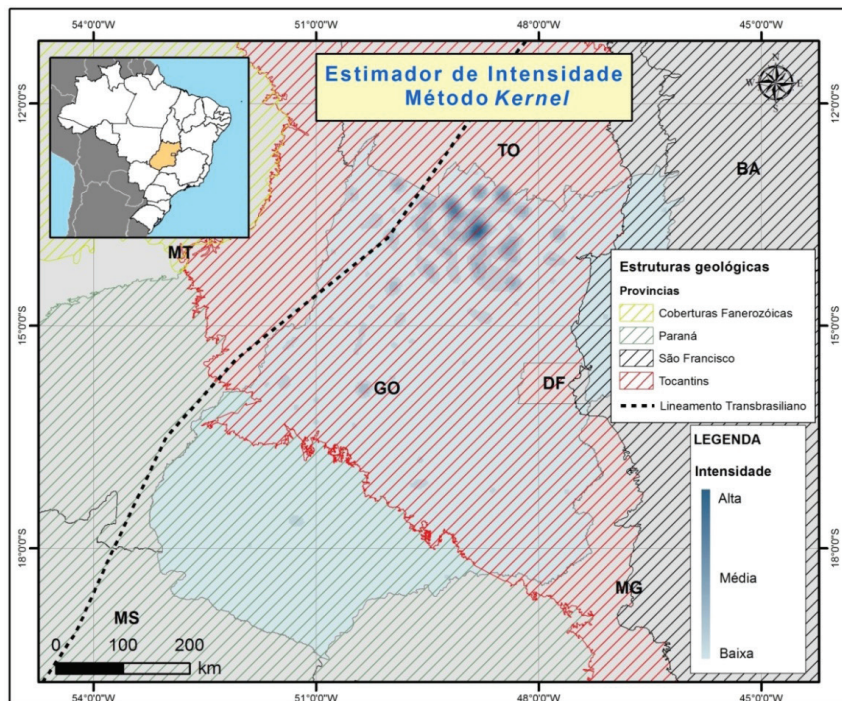 54°0'0"W 51°0'0"W 48°0'0"W 45°0'0"W
Estimador de Intensidade
Método Kernel
N
W E
S
12°0'0"S 12°0'0"S
TO
BA
MT
Estruturas geológicas
Provincias
Coberturas Fanerozóicas
Paraná
São Francisco
Tocantins
Lineamento Transbrasiliano
15°0'0"S 15°0'0"S
GO
DF
LEGENDA
Intensidade
Alta
Média
Baixa
18°0'0"S 18°0'0"S
MG
MS
0 100 200
km
54°0'0"W 51°0'0"W 48°0'0"W 45°0'0"W